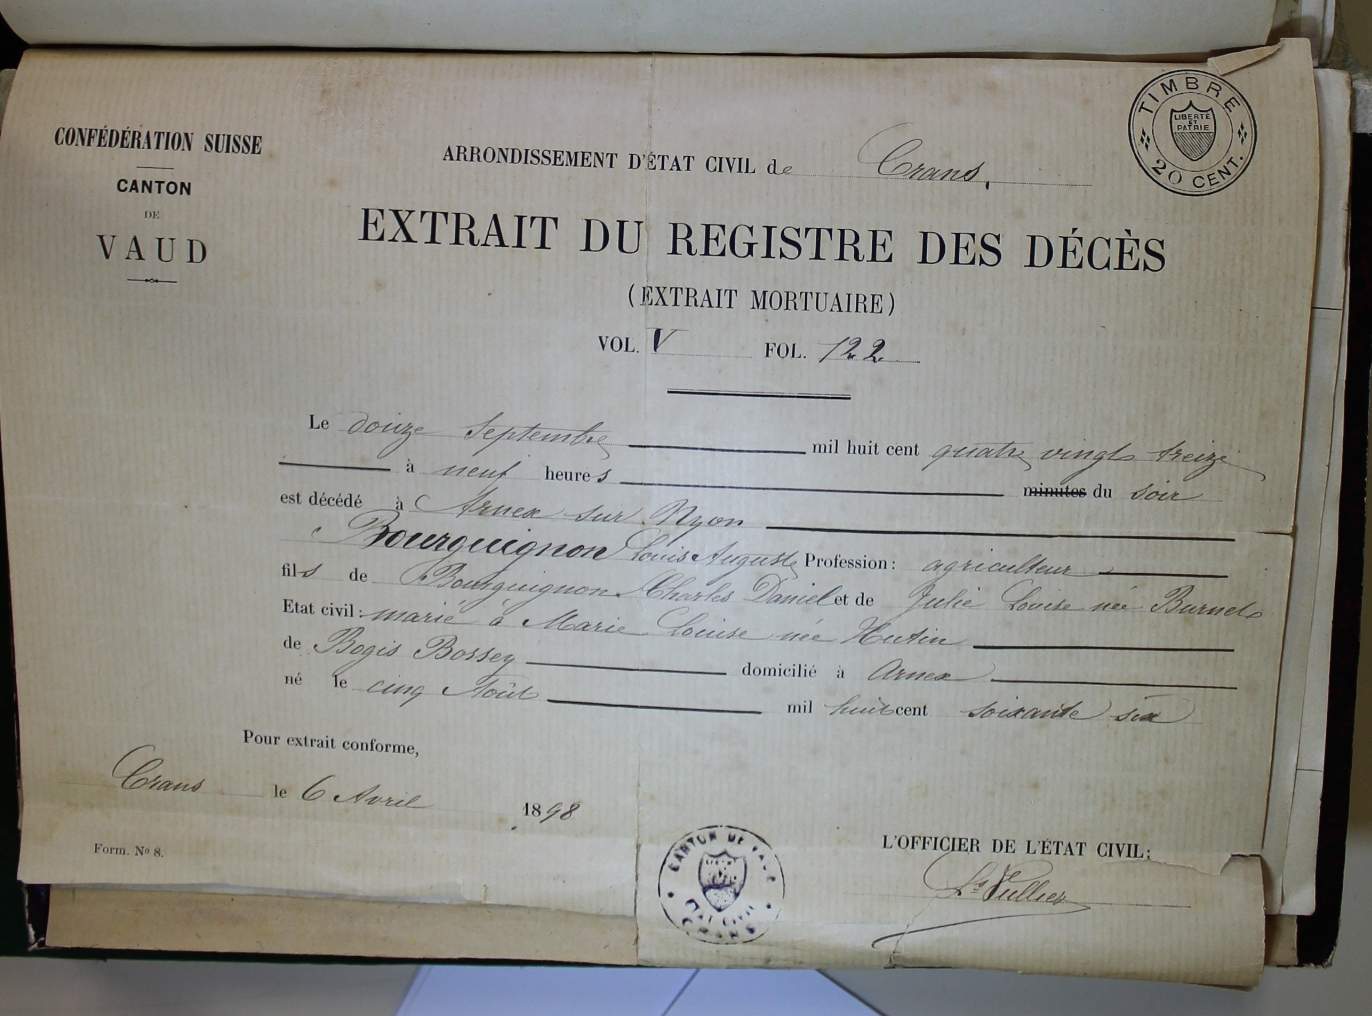 CONFÉDÉRATION SUISSE
CANTON
DE
VAUD
ARRONDISSEMENT D'ÉTAT CIVIL de Crans.
TIMBRE
LIBERTÉ
ET
PATRIE
20 CENT.
EXTRAIT DU REGISTRE DES DÉCÈS
(EXTRAIT MORTUAIRE)
VOL. V FOL. 122
Le douze Septembre mil huit cent quatre vingt treize
à neuf heures minutes du soir
est décédé à Arnex sur Nyon
Bourguignon Louis Auguste Profession: agriculteur
fils de Bourguignon Charles Daniel et de Julie Louise née Burnet
Etat civil: marié à Marie Louise née Hutin
de Bogis Bossey domicilié à Arnex
né le cinq Août mil huit cent soixante six
Pour extrait conforme,
Crans le 6 Avril 1898
L'OFFICIER DE L'ÉTAT CIVIL:
Form. No 8.
CANTON DE VAUD
ETAT CIVIL
CRANS